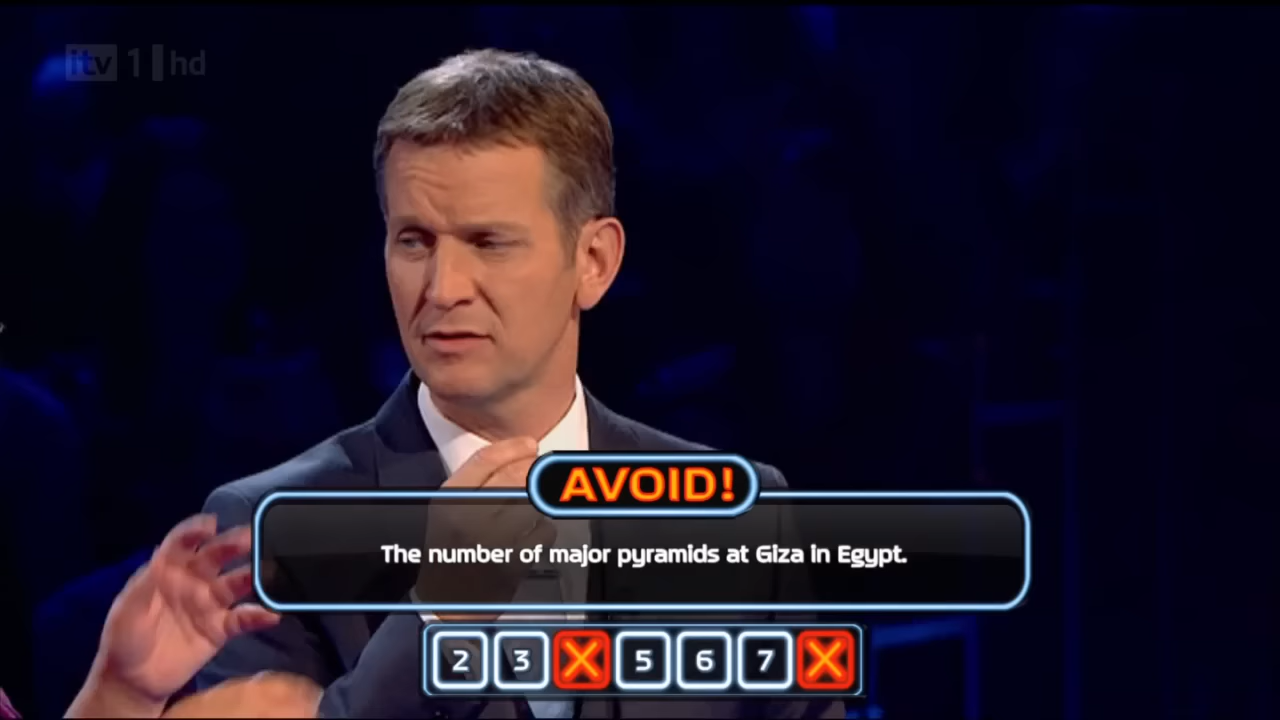 itv 1 hd
AVOID!
The number of major pyramids at Giza in Egypt.
2 3 X 5 6 7 X